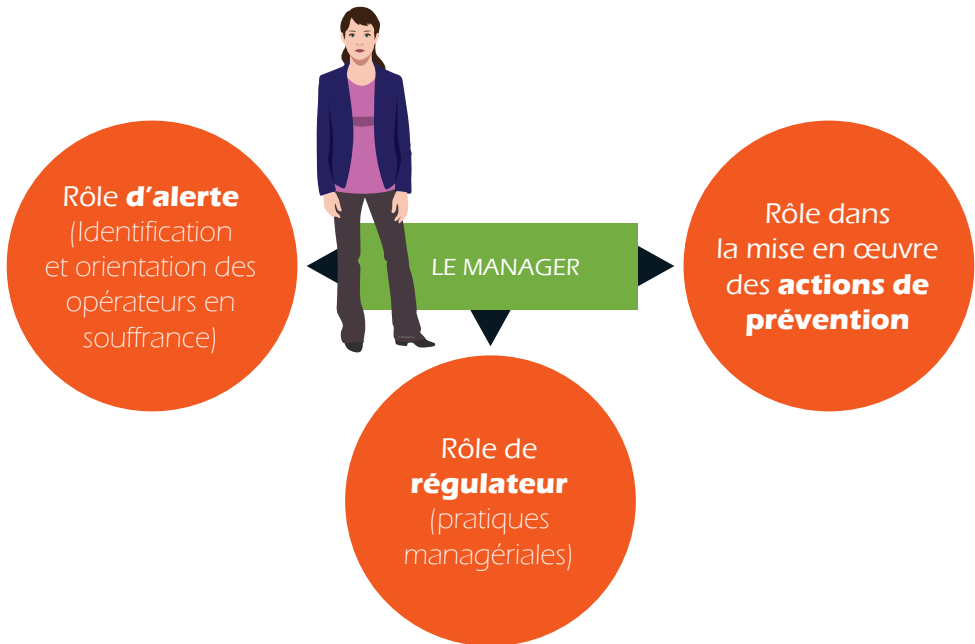 Rôle d'alerte
(Identification
et orientation des
opérateurs en
souffrance)
LE MANAGER
Rôle dans
la mise en œuvre
des actions de
prévention
Rôle de
régulateur
(pratiques
managériales)